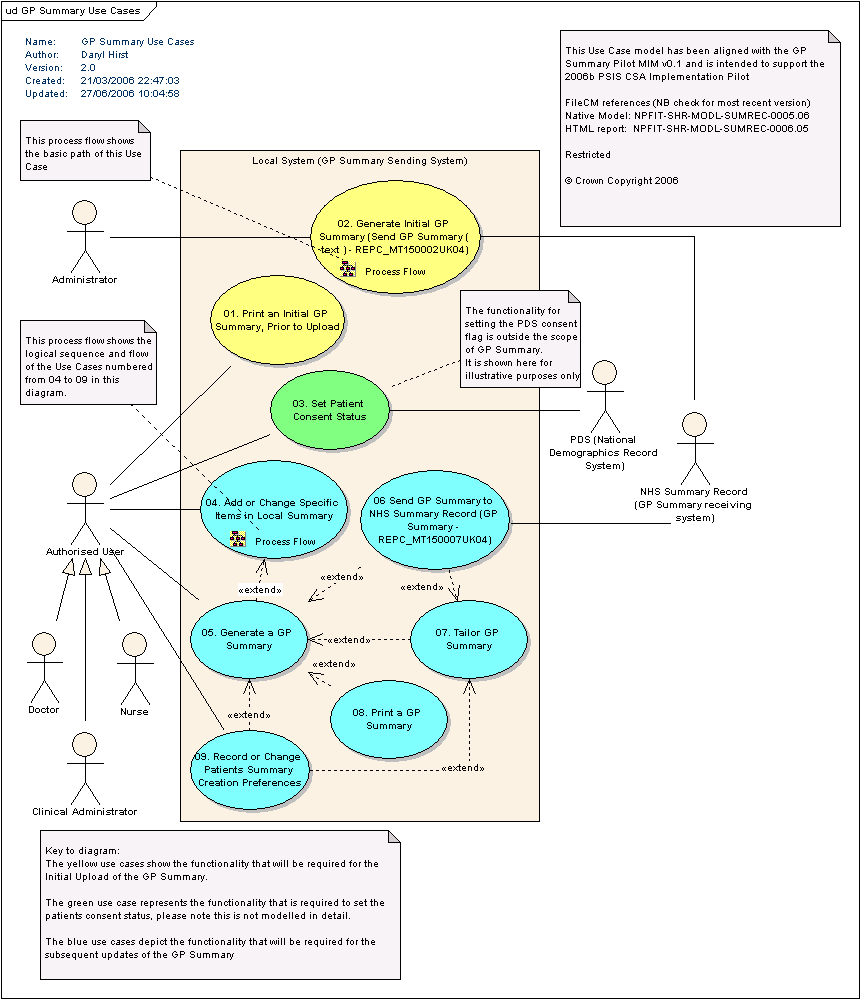 ud GP Summary Use Cases
Name: GP Summary Use Cases
Author: Daryl Hirst
Version: 2.0
Created: 21/03/2006 22:47:03
Updated: 27/06/2006 10:04:58
This Use Case model has been aligned with the GP
Summary Pilot MIM v0.1 and is intended to support the
2006b PSIS CSA Implementation Pilot
FileCM references (NB check for most recent version)
Native Model: NPFIT-SHR-MODL-SUMREC-0005.06
HTML report: NPFIT-SHR-MODL-SUMREC-0006.05
Restricted
© Crown Copyright 2006
This process flow shows
the basic path of this Use
Case
Local System (GP Summary Sending System)
02. Generate Initial GP
Summary (Send GP Summary (
text ) - REPC_MT150002UK04)
Process Flow
Administrator
01. Print an Initial GP
Summary, Prior to Upload
The functionality for
setting the PDS consent
flag is outside the scope
of GP Summary.
It is shown here for
illustrative purposes only
This process flow shows the
logical sequence and flow
of the Use Cases numbered
from 04 to 09 in this
diagram.
03. Set Patient
Consent Status
PDS (National
Demographics Record
System)
NHS Summary Record
(GP Summary receiving
system)
04. Add or Change Specific
Items in Local Summary
Process Flow
06 Send GP Summary to
NHS Summary Record (GP
Summary -
REPC_MT150007UK04)
Authorised User
«extend»
«extend»
«extend»
05. Generate a GP
Summary
«extend»
07. Tailor GP
Summary
«extend»
Doctor
Nurse
08. Print a GP
Summary
«extend»
09. Record or Change
Patients Summary
Creation Preferences
«extend»
Clinical Administrator
Key to diagram:
The yellow use cases show the functionality that will be required for the
Initial Upload of the GP Summary.
The green use case represents the functionality that is required to set the
patients consent status, please note this is not modelled in detail.
The blue use cases depict the functionality that will be required for the
subsequent updates of the GP Summary